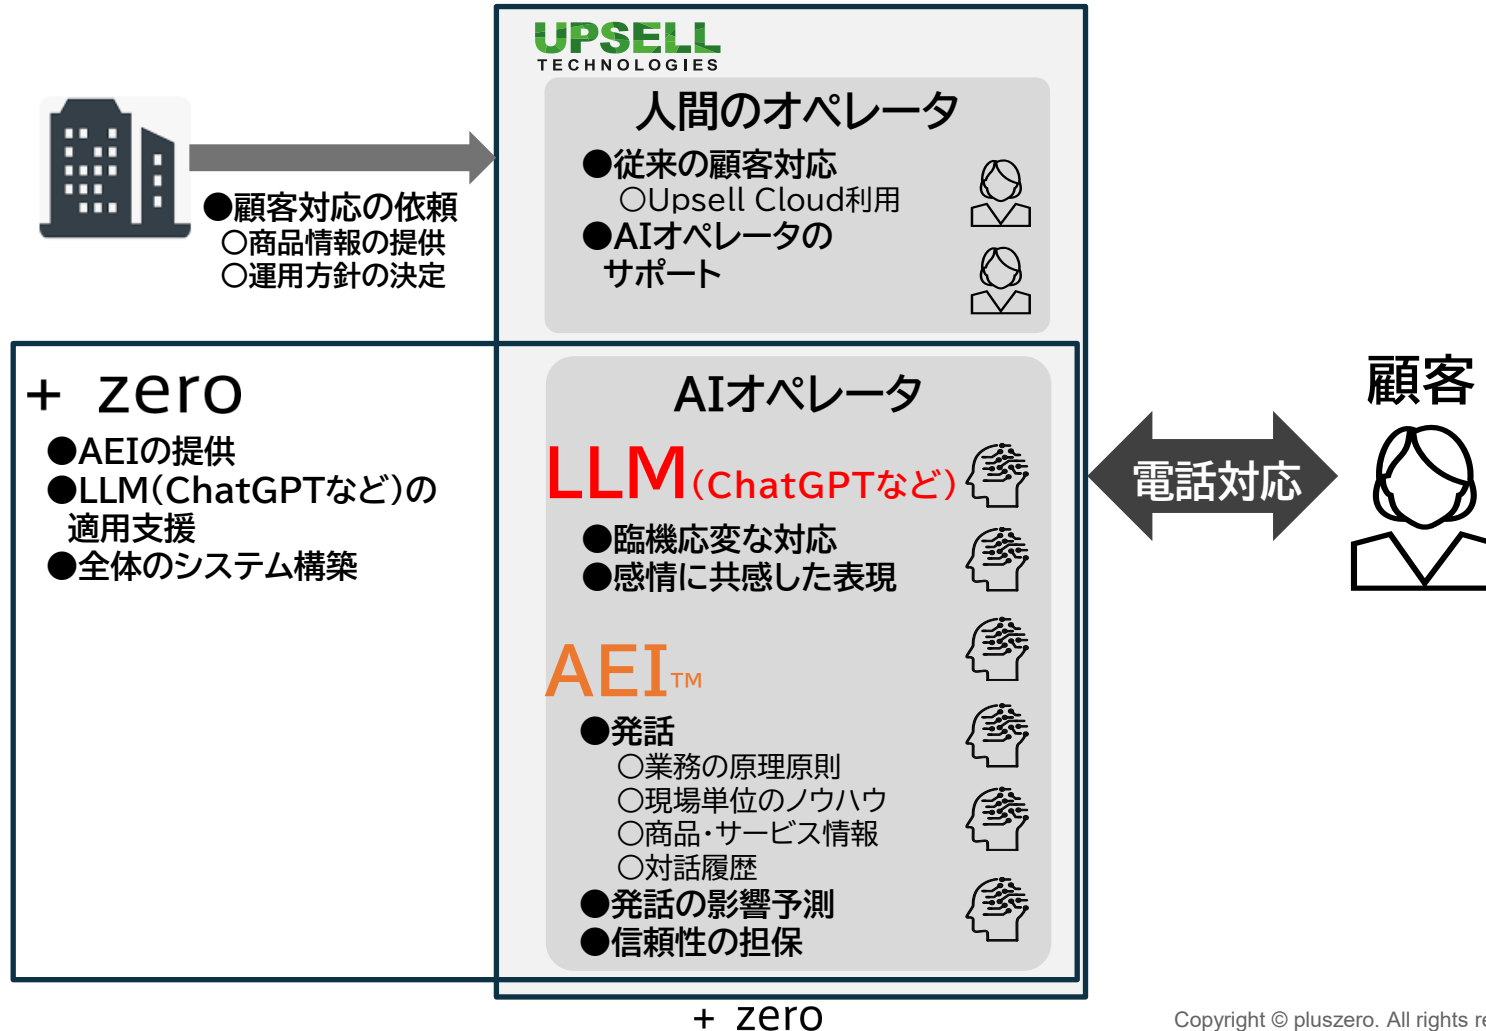 UPSELL
TECHNOLOGIES
人間のオペレータ
●従来の顧客対応
○Upsell Cloud利用
●AIオペレータの
サポート
●顧客対応の依頼
○商品情報の提供
○運用方針の決定
+ zero
●AEIの提供
●LLM(ChatGPTなど)の
適用支援
●全体のシステム構築
AIオペレータ
LLM(ChatGPTなど)
●臨機応変な対応
●感情に共感した表現
AEI™
●発話
○業務の原理原則
○現場単位のノウハウ
○商品・サービス情報
○対話履歴
●発話の影響予測
●信頼性の担保
電話対応
顧客
+ zero
Copyright © pluszero. All rights re